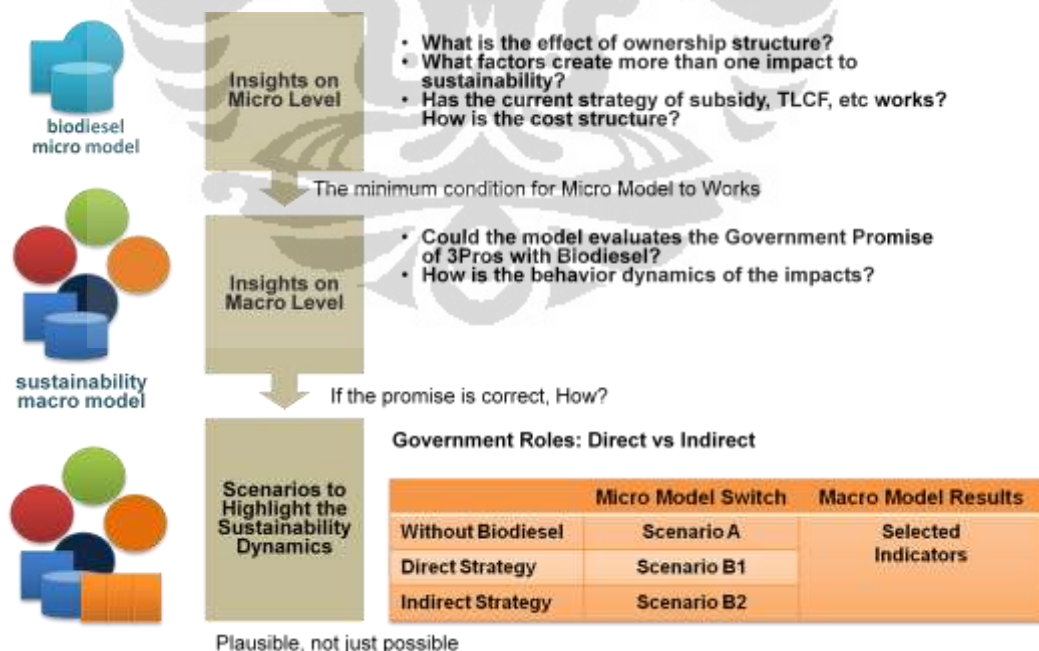 biodiesel
micro model
Insights on
Micro Level
• What is the effect of ownership structure?
• What factors create more than one impact to
sustainability?
• Has the current strategy of subsidy, TLCF, etc works?
How is the cost structure?
The minimum condition for Micro Model to Works
sustainability
macro model
Insights on
Macro Level
• Could the model evaluates the Government Promise
of 3Pros with Biodiesel?
• How is the behavior dynamics of the impacts?
If the promise is correct, How?
Scenarios to
Highlight the
Sustainability
Dynamics
Government Roles: Direct vs Indirect
Micro Model Switch Macro Model Results
Without Biodiesel Scenario A Selected
Indicators
Direct Strategy Scenario B1
Indirect Strategy Scenario B2
Plausible, not just possible